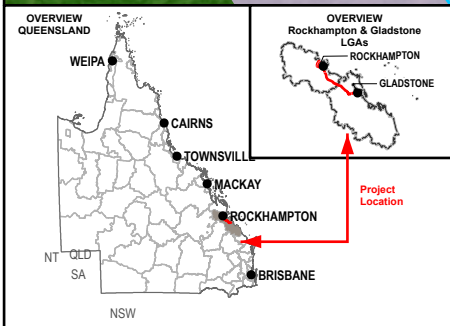 OVERVIEW
QUEENSLAND
WEIPA
CAIRNS
TOWNSVILLE
MACKAY
ROCKHAMPTON
BRISBANE
NT
QLD
SA
NSW
OVERVIEW
Rockhampton & Gladstone
LGAs
ROCKHAMPTON
GLADSTONE
Project
Location